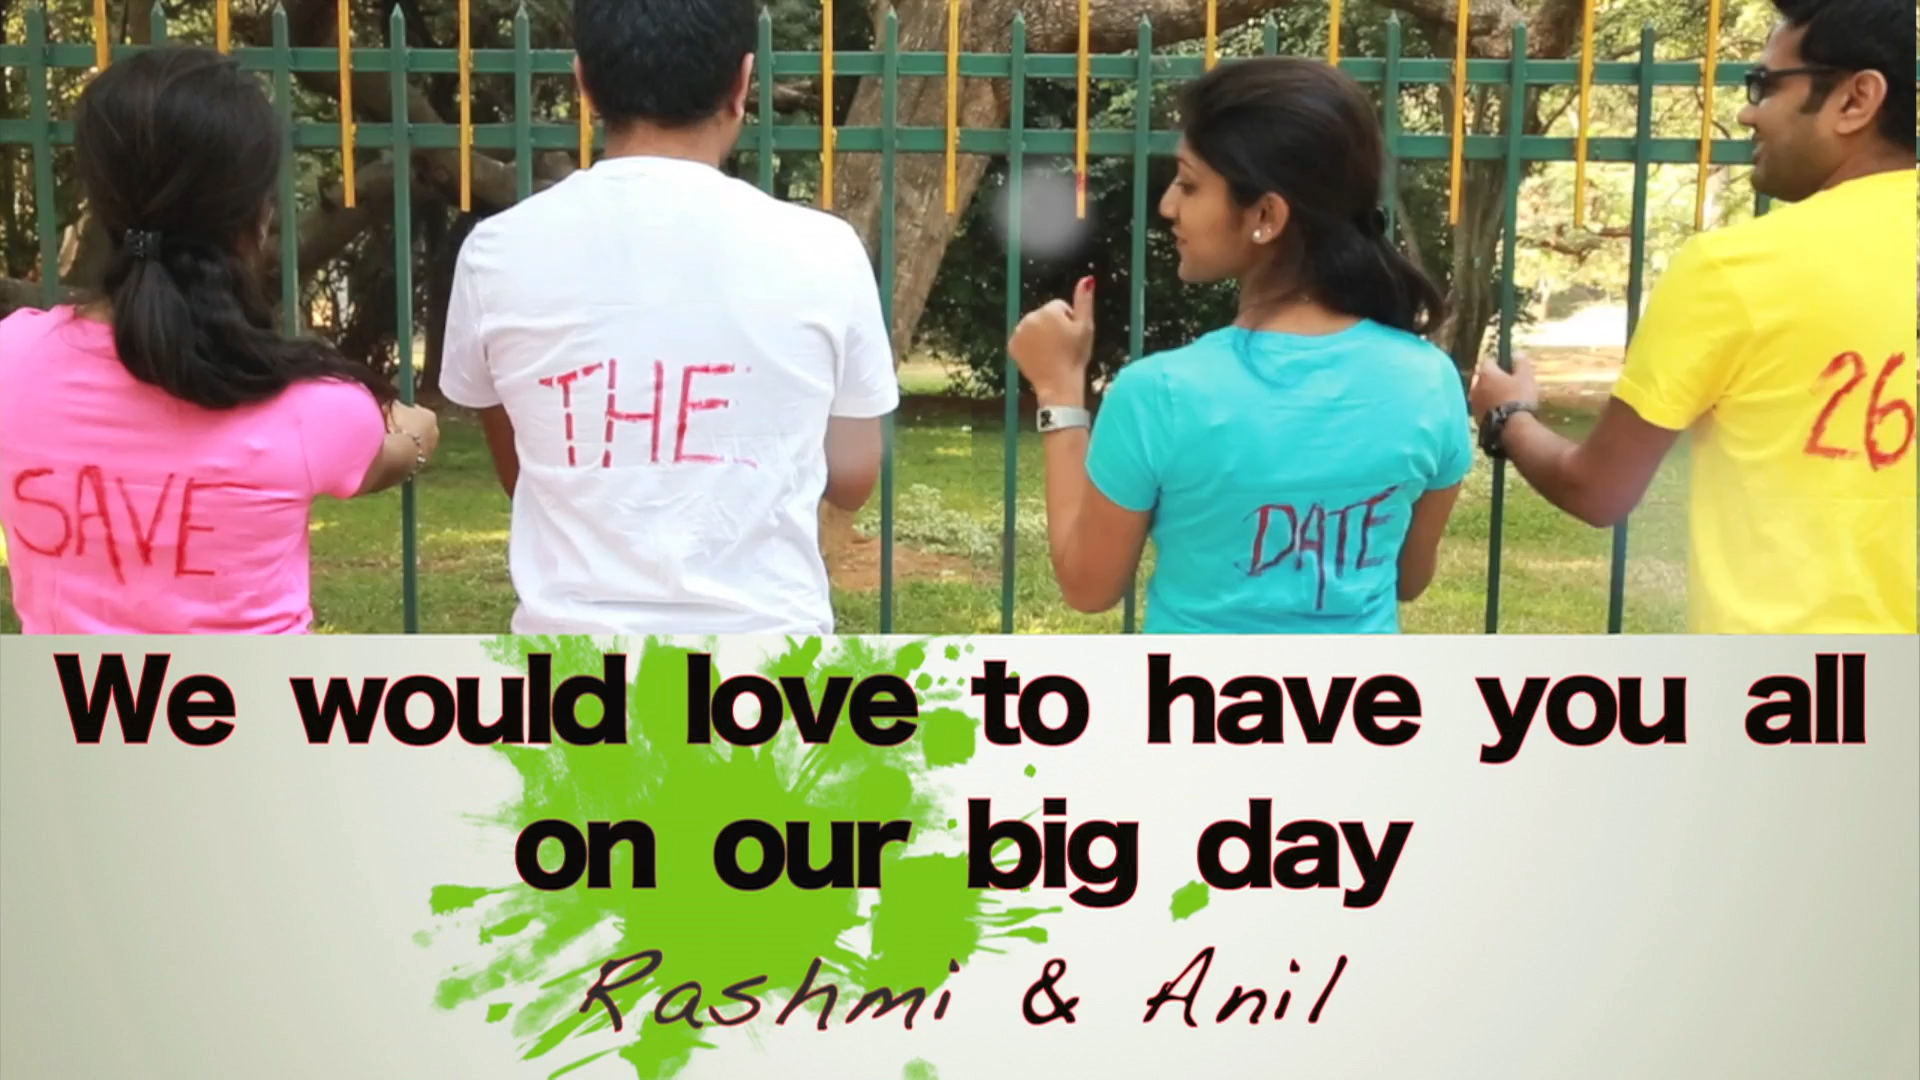 SAVE
THE
DATE
26
We would love to have you all
on our big day
Rashmi & Anil